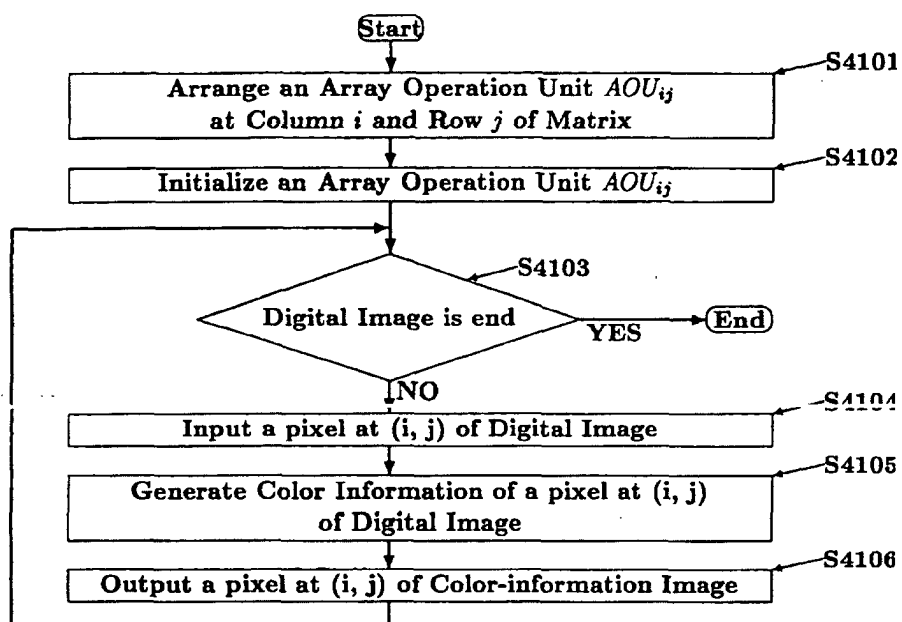 Start
S4101
Arrange an Array Operation Unit AOUij
at Column i and Row j of Matrix
S4102
Initialize an Array Operation Unit AOUij
S4103
Digital Image is end
YES
End
NO
S4104
Input a pixel at (i, j) of Digital Image
S4105
Generate Color Information of a pixel at (i, j)
of Digital Image
S4106
Output a pixel at (i, j) of Color-information Image